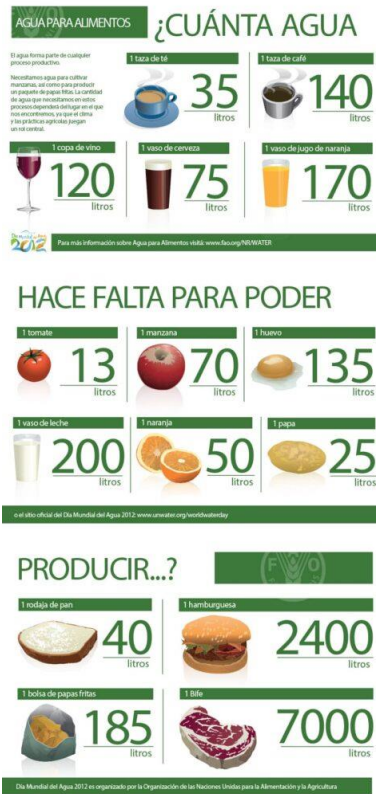 AGUA PARA ALIMENTOS
¿CUÁNTA AGUA
El agua forma parte de cualquier
proceso productivo.
Necesitamos agua para cultivar
manzanas, así como para producir
un paquete de papas fritas. La cantidad
de agua que necesitamos en estos
procesos dependerá del lugar en el que
nos encontremos, ya que el clima
y las prácticas agrícolas juegan
un rol central.
1 taza de té
35
litros
1 taza de café
140
litros
1 copa de vino
120
litros
1 vaso de cerveza
75
litros
1 vaso de jugo de naranja
170
litros
2012
Para más información sobre Agua para Alimentos visitá: www.fao.org/NR/WATER
HACE FALTA PARA PODER
1 tomate
13
litros
1 manzana
70
litros
1 huevo
135
litros
1 vaso de leche
200
litros
1 naranja
50
litros
1 papa
25
litros
o el sitio oficial del Día Mundial del Agua 2012: www.unwater.org/worldwaterday
PRODUCIR...?
1 rodaja de pan
40
litros
1 hamburguesa
2400
litros
1 bolsa de papas fritas
185
litros
1 Bife
7000
litros
Día Mundial del Agua 2012 es organizado por la Organización de las Naciones Unidas para la Alimentación y la Agricultura